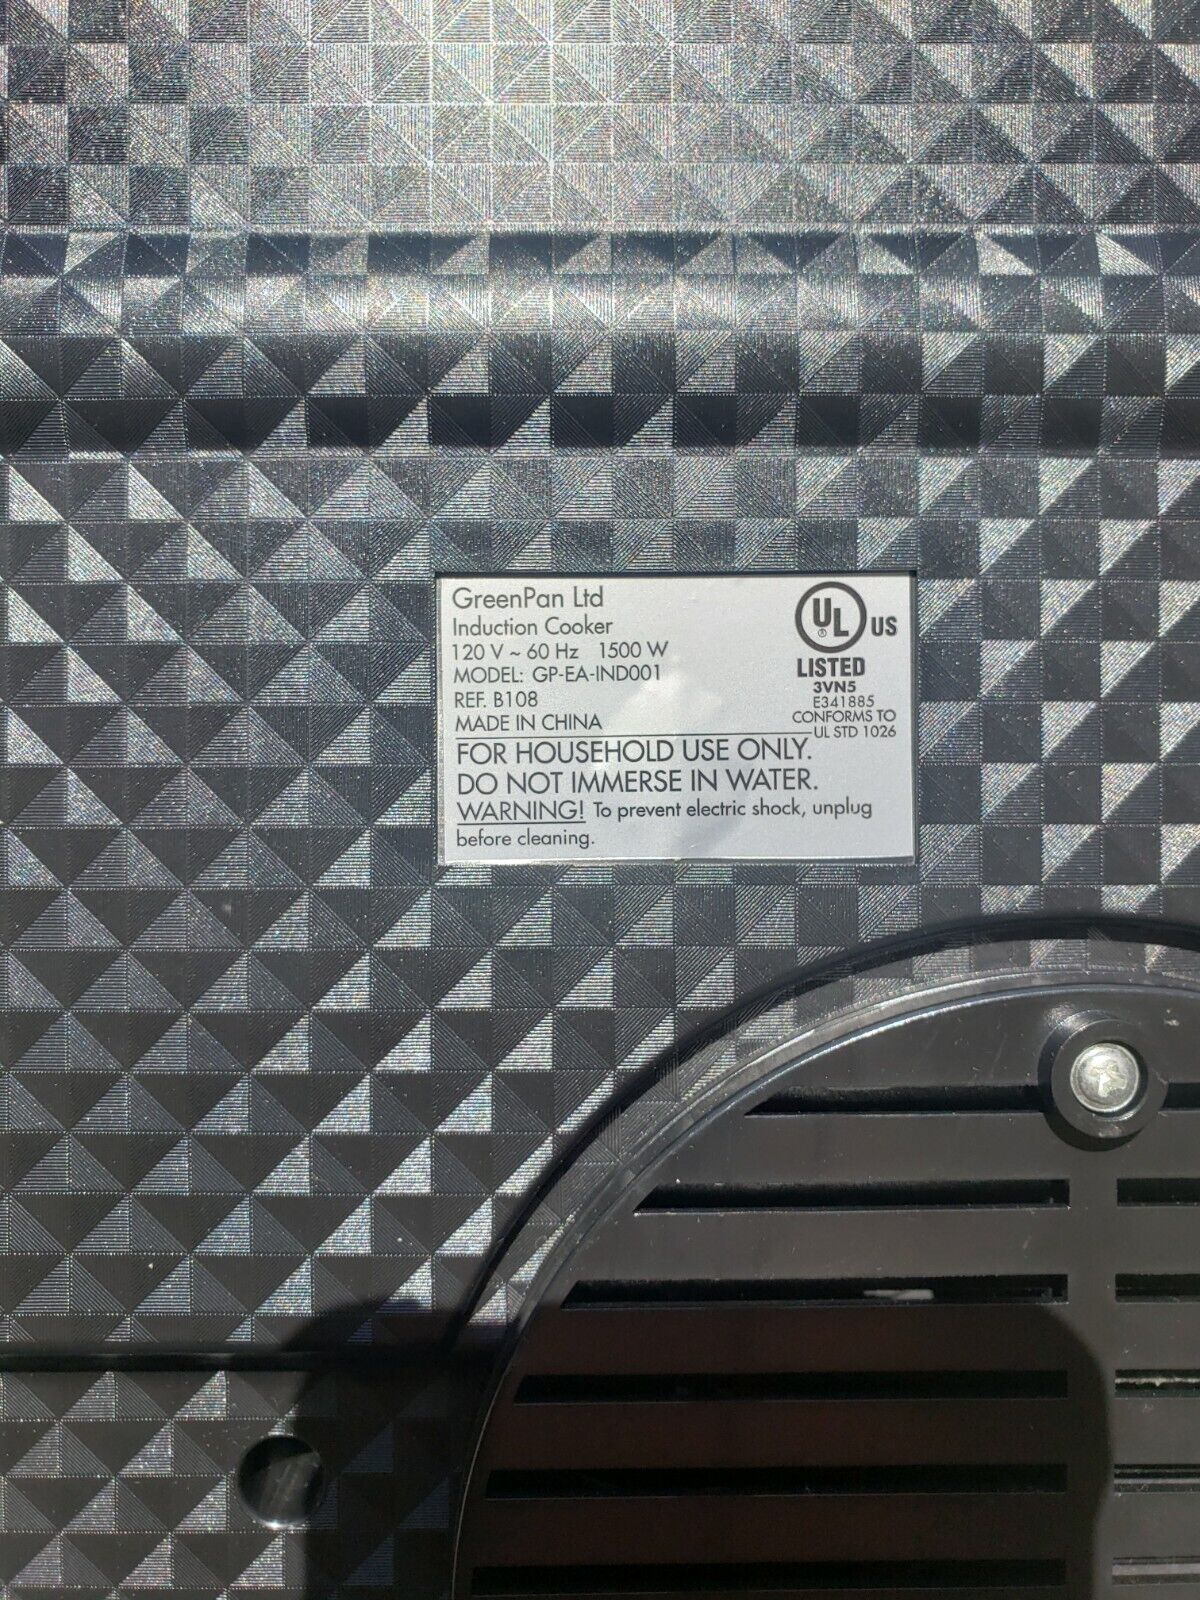 GreenPan Ltd
Induction Cooker
120 V ~ 60 Hz 1500 W
MODEL: GP-EA-IND001
REF. B108
MADE IN CHINA
UL ® US
LISTED
3VN5
E341885
CONFORMS TO
UL STD 1026
FOR HOUSEHOLD USE ONLY.
DO NOT IMMERSE IN WATER.
WARNING! To prevent electric shock, unplug
before cleaning.